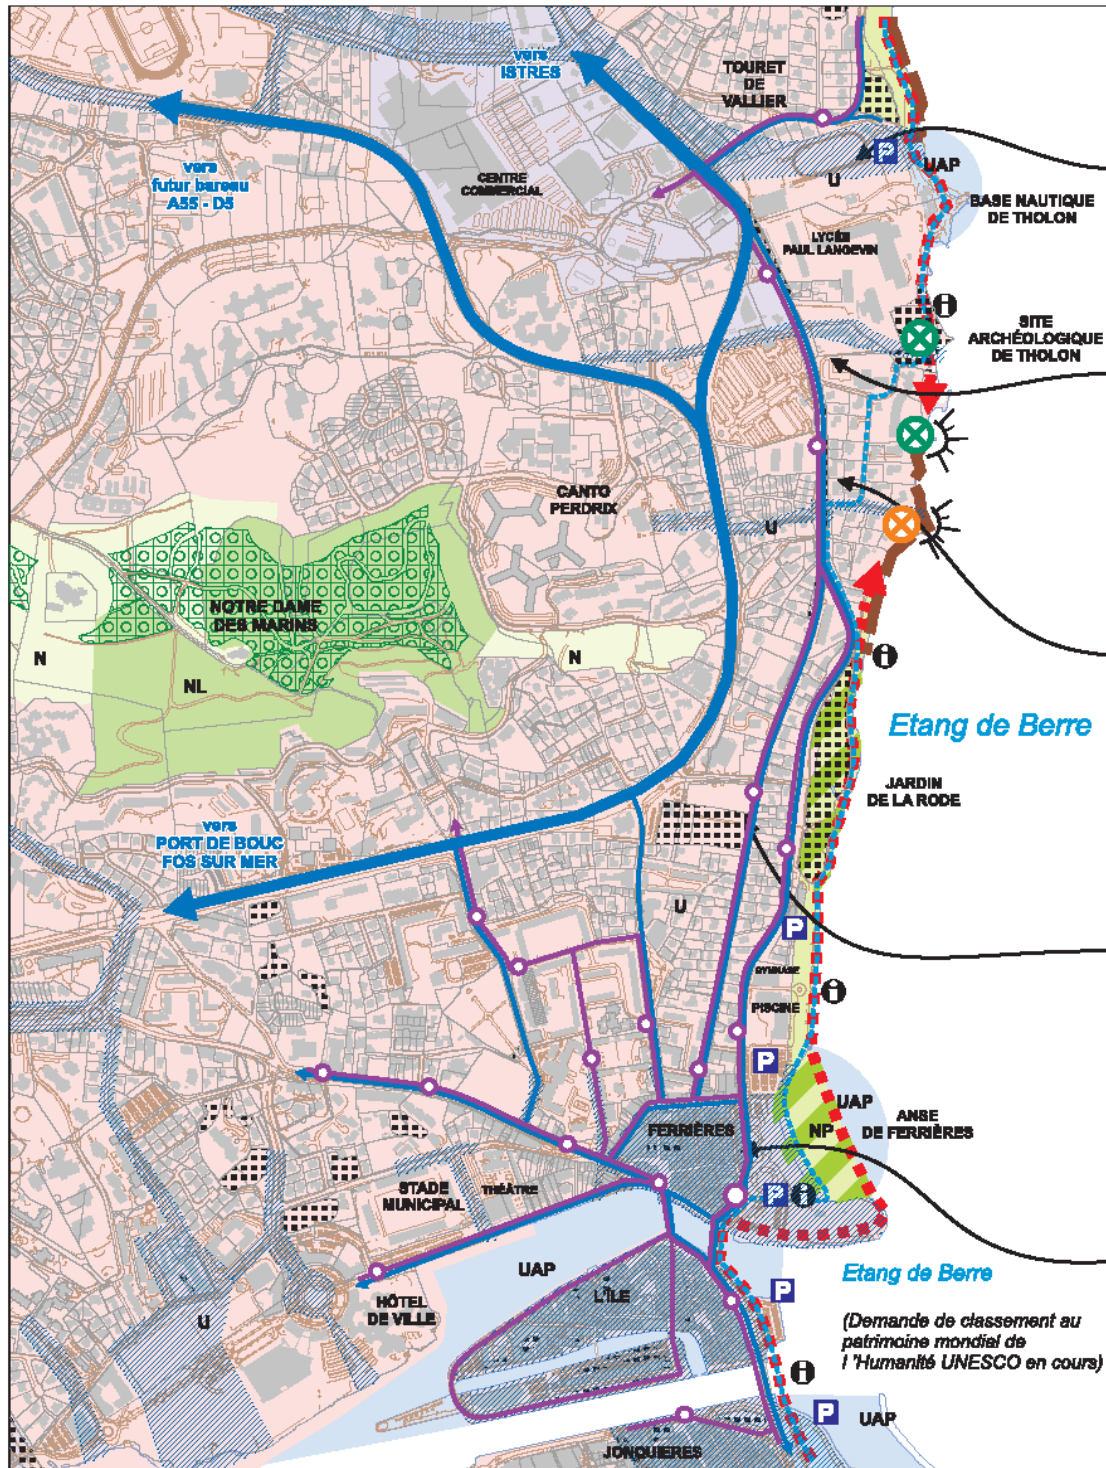 vers
ISTRES
TOURET
DE
VALLIER
P
UAP
U
BASE NAUTIQUE
DE THOLON
vers
futur bareau
A55 - D5
CENTRE
COMMERCIAL
LYCÉE
PAUL LANGEVIN
i
SITE
ARCHÉOLOGIQUE
DE THOLON
CANTO
PERDRIX
U
NOTRE DAME
DES MARINS
N
NL
N
i
Etang de Berre
JARDIN
DE LA RODE
vers
PORT DE BOUC
FOS SUR MER
U
P
GYMNASE
PISCINE
i
P
UAP
NP
ANSE
DE FERRIÈRES
FERRIÈRES
STADE
MUNICIPAL
THÉÂTRE
P
i
UAP
L'ILE
HÔTEL
DE VILLE
U
P
Etang de Berre
(Demande de classement au
patrimoine mondial de
l 'Humanité UNESCO en cours)
i
P
UAP
JONQUIERES